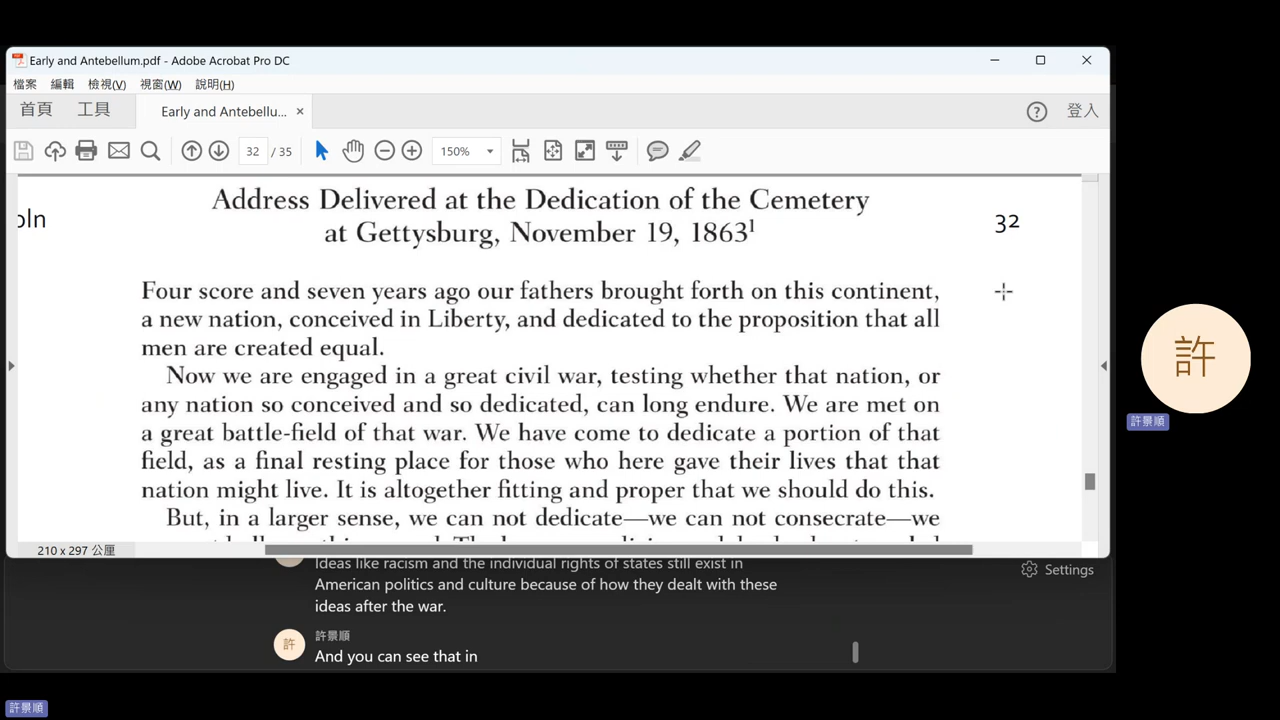 Early and Antebellum.pdf - Adobe Acrobat Pro DC
檔案 編輯 檢視(V) 視窗(W) 說明(H)
首頁 工具 Early and Antebellu... × 登入
32 / 35 150%
Address Delivered at the Dedication of the Cemetery
oln at Gettysburg, November 19, 1863¹ 32
Four score and seven years ago our fathers brought forth on this continent,
a new nation, conceived in Liberty, and dedicated to the proposition that all
men are created equal.
Now we are engaged in a great civil war, testing whether that nation, or
any nation so conceived and so dedicated, can long endure. We are met on
a great battle-field of that war. We have come to dedicate a portion of that
field, as a final resting place for those who here gave their lives that that
nation might live. It is altogether fitting and proper that we should do this.
But, in a larger sense, we can not dedicate—we can not consecrate—we
210 x 297 公厘
Ideas like racism and the individual rights of states still exist in
American politics and culture because of how they dealt with these
ideas after the war.
Settings
許 許景順
And you can see that in
許
許景順
許景順